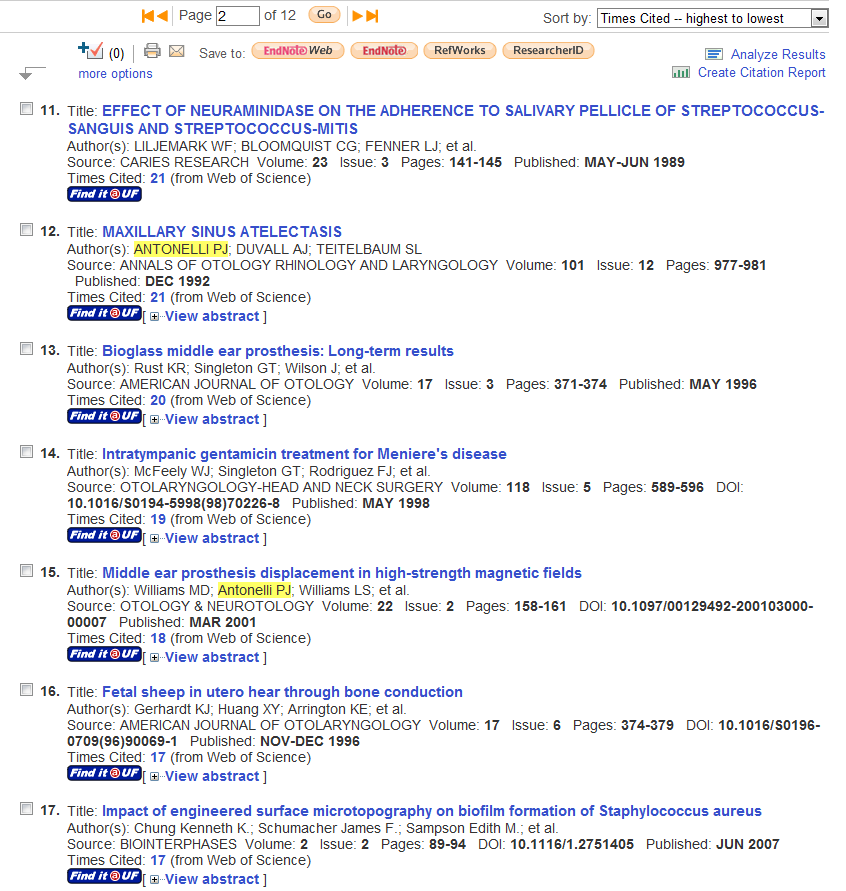 Page 2 of 12 Go
Sort by: Times Cited -- highest to lowest
(0) Save to: EndNote Web EndNote RefWorks ResearcherID
more options
Analyze Results
Create Citation Report
11. Title: EFFECT OF NEURAMINIDASE ON THE ADHERENCE TO SALIVARY PELLICLE OF STREPTOCOCCUS-
SANGUIS AND STREPTOCOCCUS-MITIS
Author(s): LILJEMARK WF; BLOOMQUIST CG; FENNER LJ; et al.
Source: CARIES RESEARCH Volume: 23 Issue: 3 Pages: 141-145 Published: MAY-JUN 1989
Times Cited: 21 (from Web of Science)
Find it @ UF
12. Title: MAXILLARY SINUS ATELECTASIS
Author(s): ANTONELLI PJ; DUVALL AJ; TEITELBAUM SL
Source: ANNALS OF OTOLOGY RHINOLOGY AND LARYNGOLOGY Volume: 101 Issue: 12 Pages: 977-981
Published: DEC 1992
Times Cited: 21 (from Web of Science)
Find it @ UF [ View abstract ]
13. Title: Bioglass middle ear prosthesis: Long-term results
Author(s): Rust KR; Singleton GT; Wilson J; et al.
Source: AMERICAN JOURNAL OF OTOLOGY Volume: 17 Issue: 3 Pages: 371-374 Published: MAY 1996
Times Cited: 20 (from Web of Science)
Find it @ UF [ View abstract ]
14. Title: Intratympanic gentamicin treatment for Meniere's disease
Author(s): McFeely WJ; Singleton GT; Rodriguez FJ; et al.
Source: OTOLARYNGOLOGY-HEAD AND NECK SURGERY Volume: 118 Issue: 5 Pages: 589-596 DOI:
10.1016/S0194-5998(98)70226-8 Published: MAY 1998
Times Cited: 19 (from Web of Science)
Find it @ UF [ View abstract ]
15. Title: Middle ear prosthesis displacement in high-strength magnetic fields
Author(s): Williams MD; Antonelli PJ; Williams LS; et al.
Source: OTOLOGY & NEUROTOLOGY Volume: 22 Issue: 2 Pages: 158-161 DOI: 10.1097/00129492-200103000-
00007 Published: MAR 2001
Times Cited: 18 (from Web of Science)
Find it @ UF [ View abstract ]
16. Title: Fetal sheep in utero hear through bone conduction
Author(s): Gerhardt KJ; Huang XY; Arrington KE; et al.
Source: AMERICAN JOURNAL OF OTOLARYNGOLOGY Volume: 17 Issue: 6 Pages: 374-379 DOI: 10.1016/S0196-
0709(96)90069-1 Published: NOV-DEC 1996
Times Cited: 17 (from Web of Science)
Find it @ UF [ View abstract ]
17. Title: Impact of engineered surface microtopography on biofilm formation of Staphylococcus aureus
Author(s): Chung Kenneth K.; Schumacher James F.; Sampson Edith M.; et al.
Source: BIOINTERPHASES Volume: 2 Issue: 2 Pages: 89-94 DOI: 10.1116/1.2751405 Published: JUN 2007
Times Cited: 17 (from Web of Science)
Find it @ UF [ View abstract ]